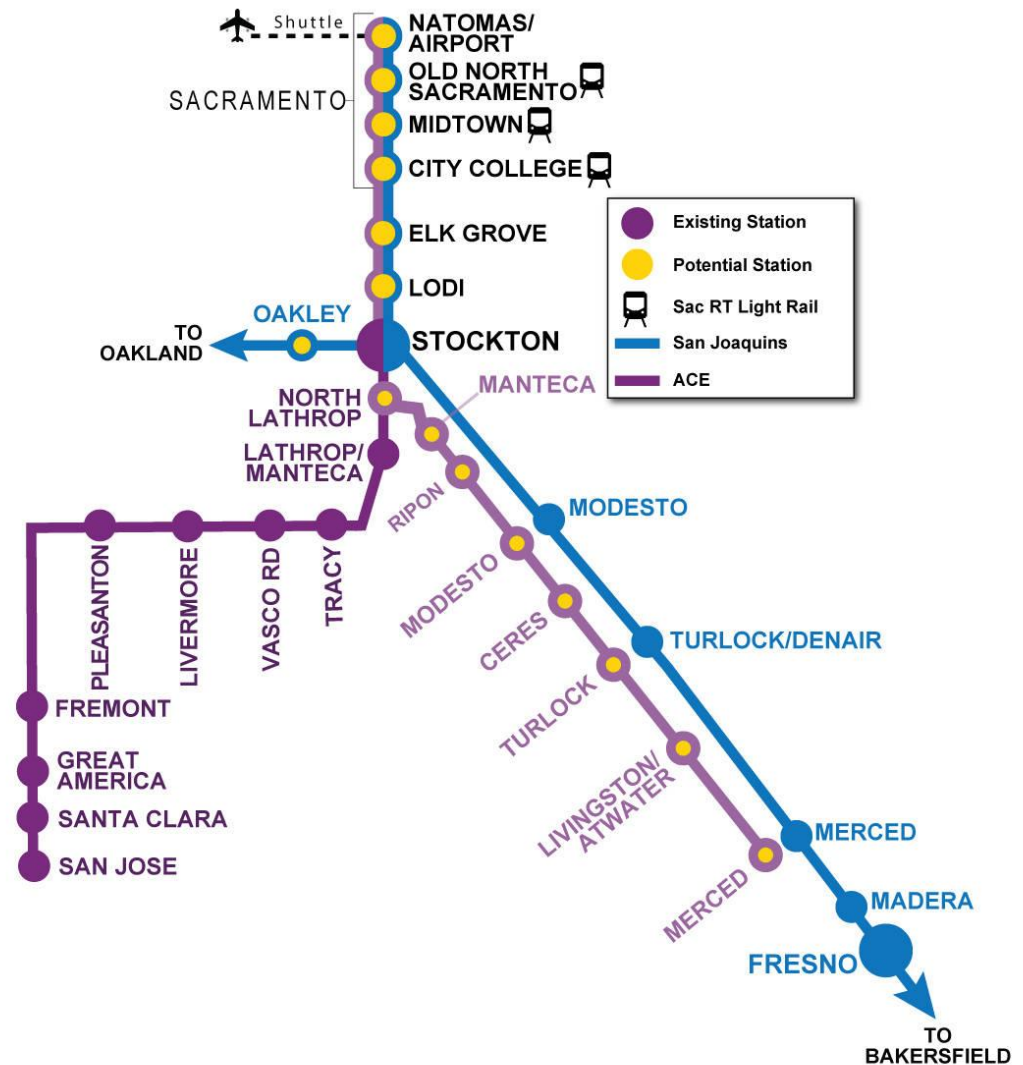 Shuttle
NATOMAS/
AIRPORT
OLD NORTH
SACRAMENTO
SACRAMENTO
MIDTOWN
CITY COLLEGE
ELK GROVE
LODI
Existing Station
Potential Station
Sac RT Light Rail
San Joaquins
ACE
OAKLEY
TO
OAKLAND
STOCKTON
MANTECA
NORTH
LATHROP
LATHROP/
MANTECA
RIPON
MODESTO
MODESTO
PLEASANTON
LIVERMORE
VASCO RD
TRACY
CERES
TURLOCK/DENAIR
TURLOCK
FREMONT
GREAT
AMERICA
SANTA CLARA
SAN JOSE
LIVINGSTON/
ATWATER
MERCED
MERCED
MADERA
FRESNO
TO
BAKERSFIELD